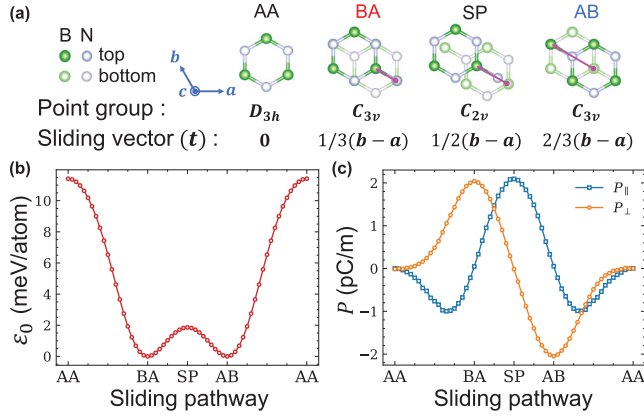 (a) AA BA SP AB
B N
top
bottom
b
c a
Point group : D3h C3v C2v C3v
Sliding vector (t) : 0 1/3(b − a) 1/2(b − a) 2/3(b − a)
(b)
ε0 (meV/atom)
10
8
6
4
2
0
AA BA SP AB AA
Sliding pathway
(c)
P (pC/m)
2
1
0
−1
−2
P∥
P⊥
AA BA SP AB AA
Sliding pathway